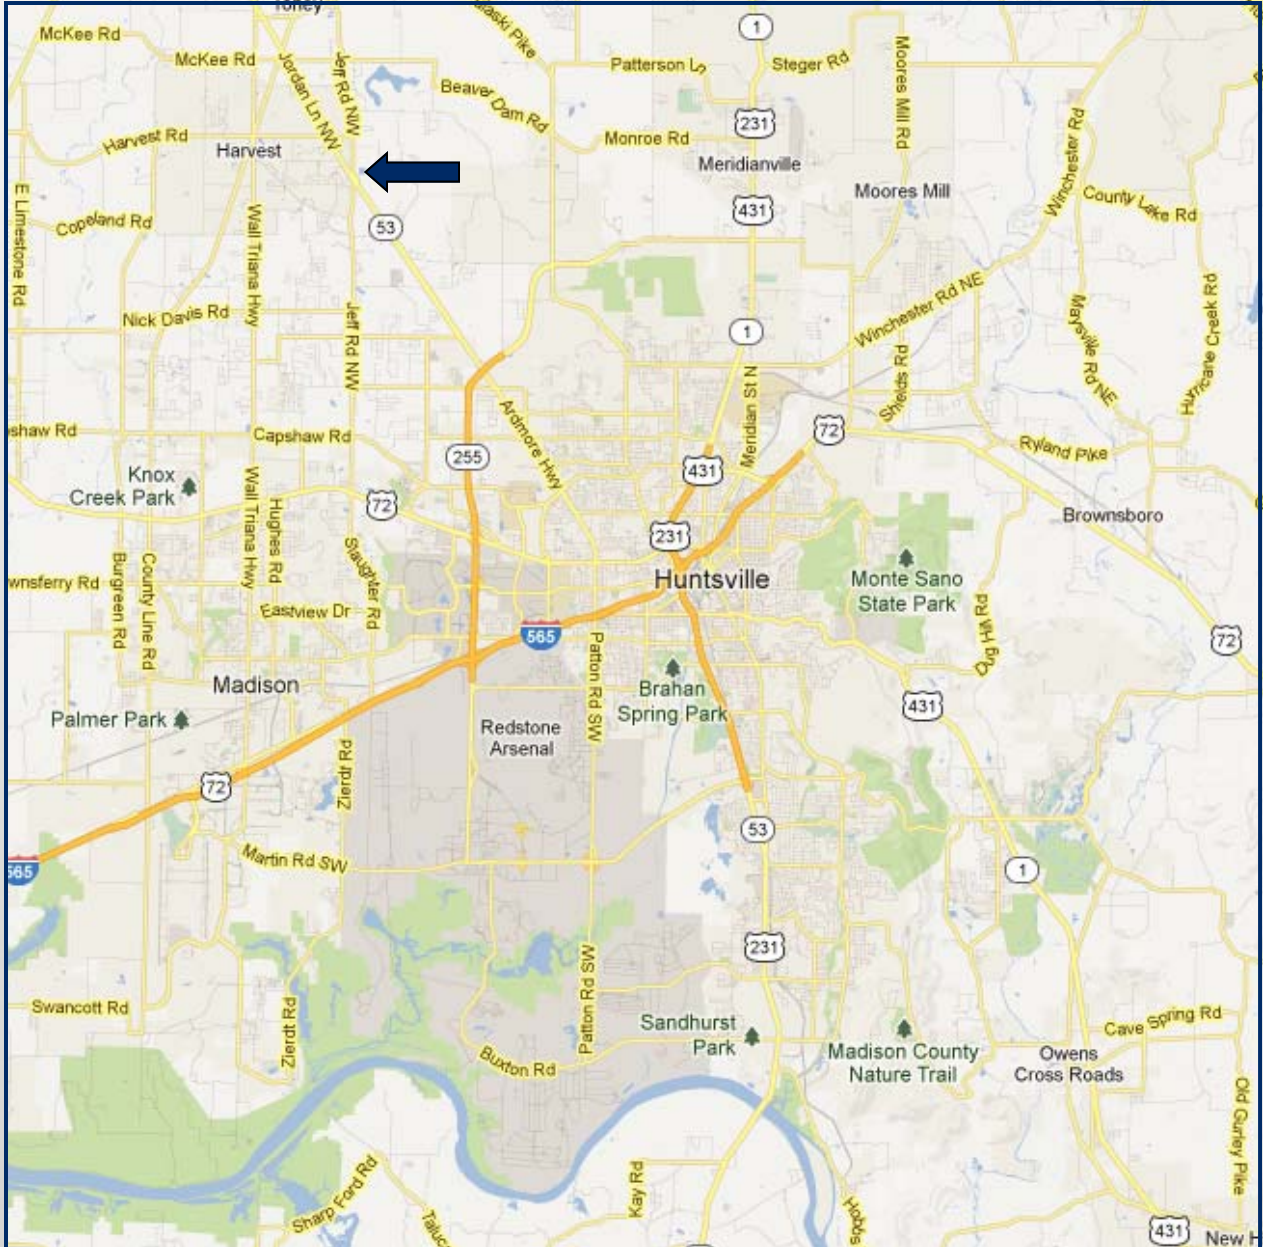 Toney
McKee Rd
McKee Rd
Jordan Ln NW
Jeff Rd NW
Beaver Dam Rd
Patterson Ln
1
Steger Rd
Moores Mill Rd
231
Monroe Rd
Meridianville
Harvest Rd
Harvest
Moores Mill
Winchester Rd
County Lake Rd
E Limestone Rd
Copeland Rd
Wall Triana Hwy
53
431
Nick Davis Rd
Jeff Rd NW
1
Winchester Rd NE
Maysville Rd NE
Hurricane Creek Rd
Shields Rd
Meridian St N
Ardmore Hwy
shaw Rd
Capshaw Rd
255
72
431
Ryland Pike
Knox
Creek Park
Wall Triana Hwy
Hughes Rd
72
Brownsboro
231
Huntsville
Monte Sano
State Park
Slaughter Rd
Burgreen Rd
County Line Rd
wnsferry Rd
Eastview Dr
565
Patton Rd SW
72
Madison
Brahan
Spring Park
431
Palmer Park
Redstone
Arsenal
Zierdt Rd
72
53
Martin Rd SW
565
1
231
Patton Rd SW
Swancott Rd
Zierdt Rd
Sandhurst
Park
Cave Spring Rd
Buxton Rd
Madison County
Nature Trail
Owens
Cross Roads
Old Gurley Pike
Sharp Ford Rd
Kay Rd
Taluc
Hobbs
431
New H